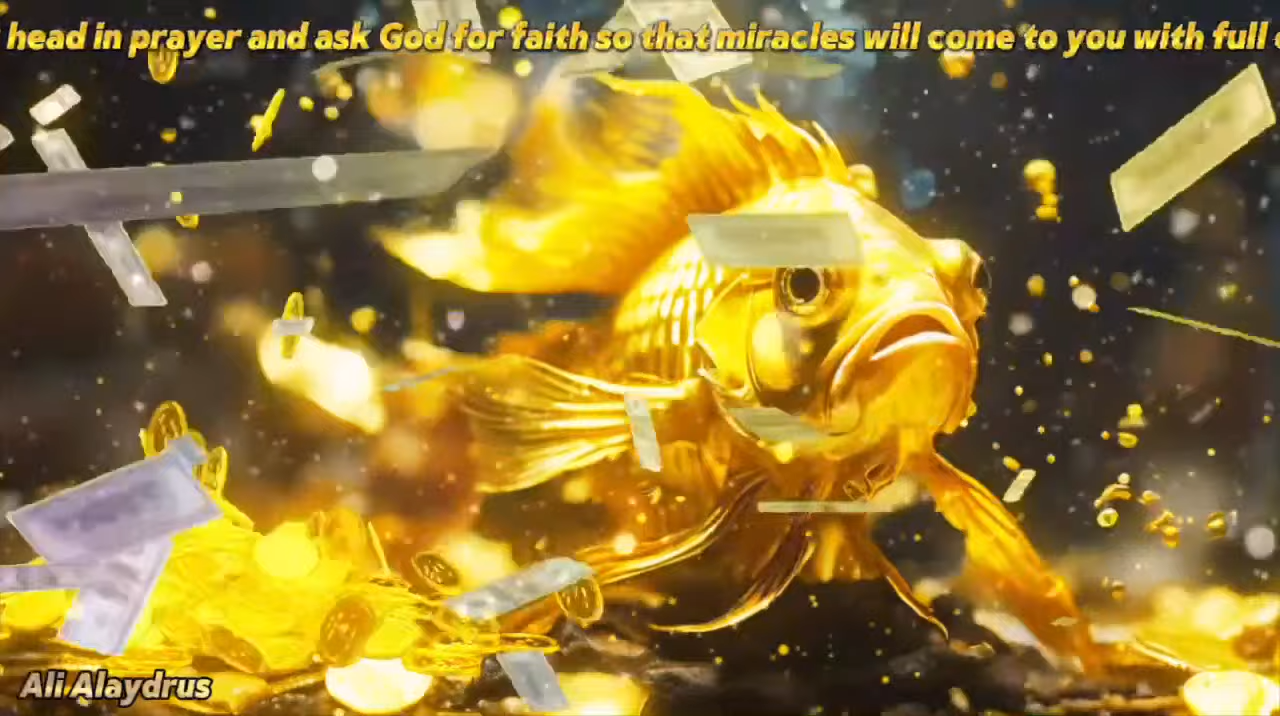 head in prayer and ask God for faith so that miracles will come to you with full
Ali Alaydrus